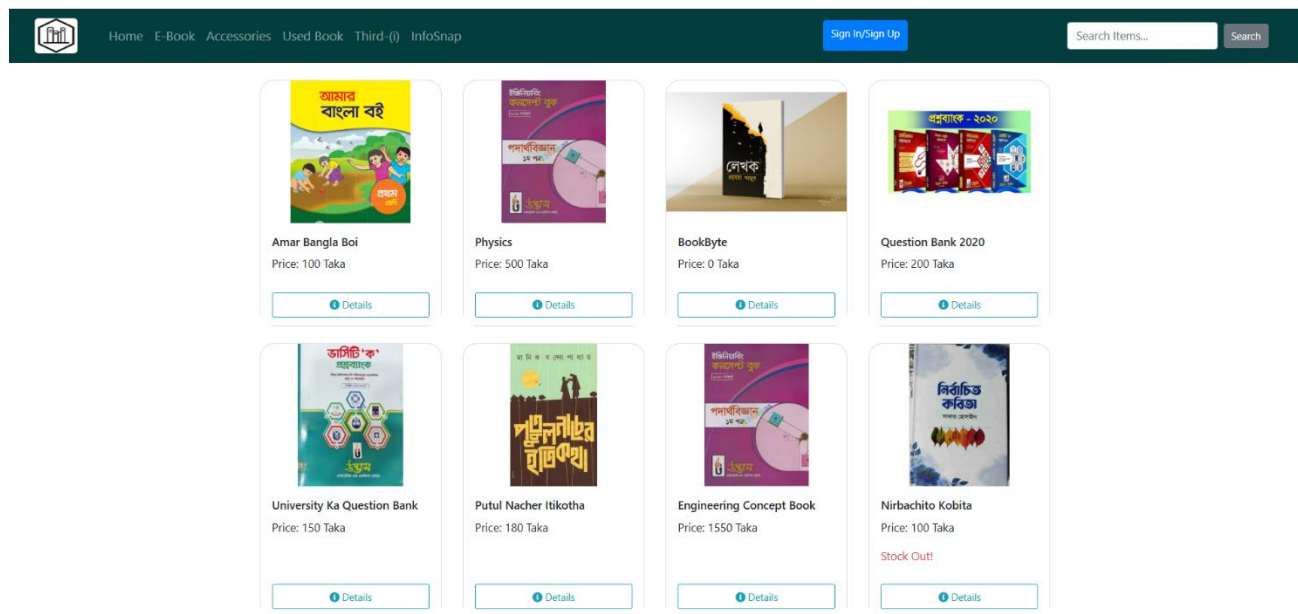 Home E-Book Accessories Used Book Third-(i) InfoSnap
Sign In/Sign Up
Search Items...
Search
আমার
বাংলা বই
প্রথম
ইঞ্জিনিয়ারিং
কনসেপ্ট বুক
পদার্থবিজ্ঞান
১ম পত্র
উদ্ভাস
লেখক
প্রশ্নব্যাংক - ২০২০
Amar Bangla Boi
Price: 100 Taka
Details
Physics
Price: 500 Taka
Details
BookByte
Price: 0 Taka
Details
Question Bank 2020
Price: 200 Taka
Details
ভার্সিটি 'ক'
প্রশ্নব্যাংক
উদ্ভাস
মা নি ক ব ন্দ্যো পা ধ্যা য়
পুতুলনাচের
ইতিকথা
ইঞ্জিনিয়ারিং
কনসেপ্ট বুক
পদার্থবিজ্ঞান
১ম পত্র
উদ্ভাস
নির্বাচিত
কবিতা
University Ka Question Bank
Price: 150 Taka
Details
Putul Nacher Itikotha
Price: 180 Taka
Details
Engineering Concept Book
Price: 1550 Taka
Details
Nirbachito Kobita
Price: 100 Taka
Stock Out!
Details